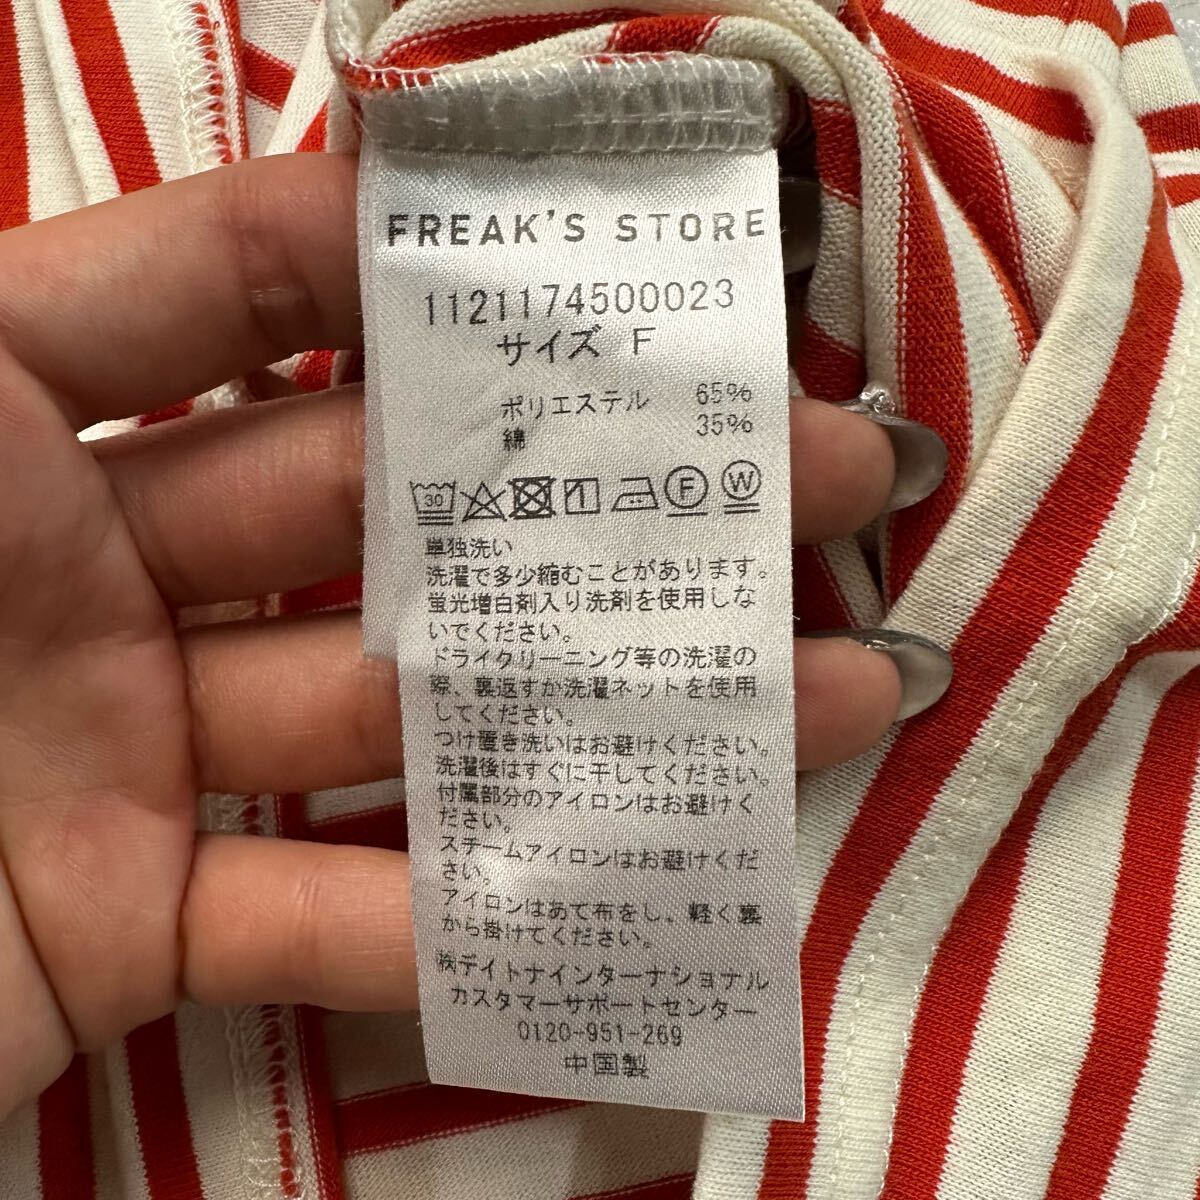 FREAK'S STORE
1121174500023
サイズ F
ポリエステル 65%
綿 35%
30 F W
単独洗い
洗濯で多少縮むことがあります。
蛍光増白剤入り洗剤を使用しな
いでください。
ドライクリーニング等の洗濯の
際、裏返すか洗濯ネットを使用
してください。
つけ置き洗いはお避けください。
洗濯後はすぐに干してください。
付属部分のアイロンはお避けく
ださい。
スチームアイロンはお避けくだ
さい。
アイロンはあて布をし、軽く裏
から掛けてください。
㈱デイトナインターナショナル
カスタマーサポートセンター
0120-951-269
中国製